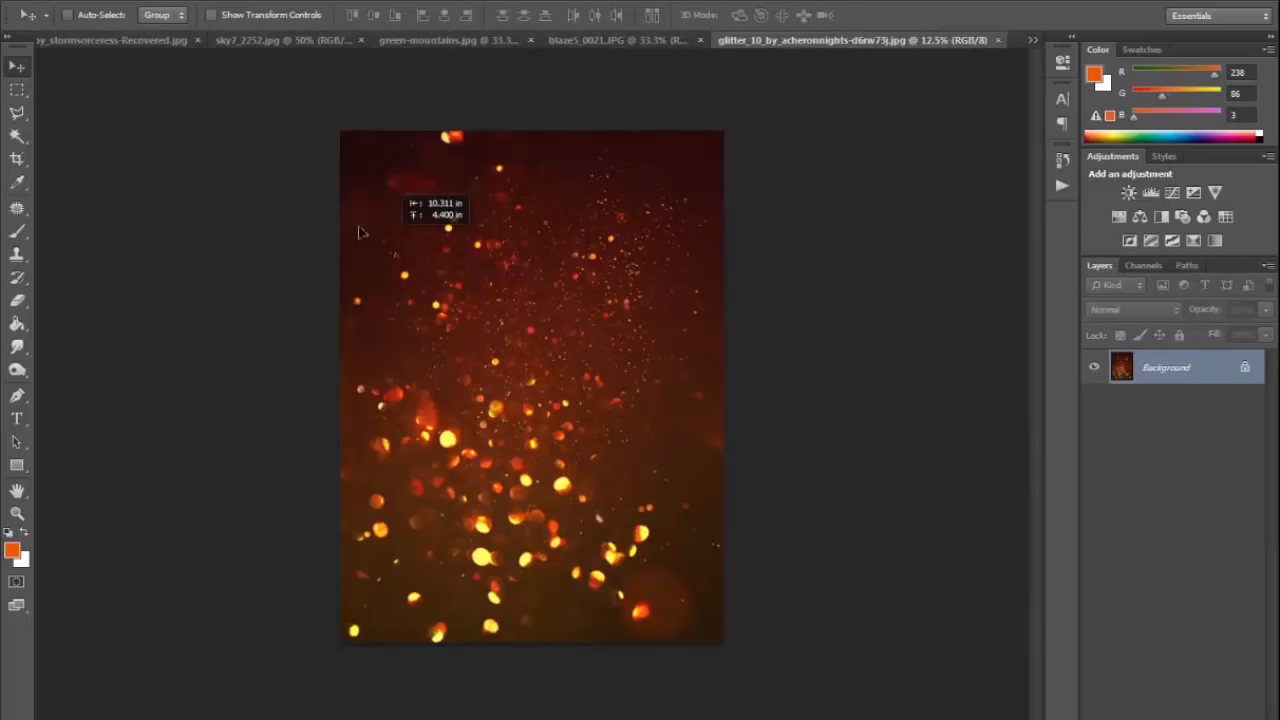 Auto-Select: Group Show Transform Controls 3D Mode: Essentials
by_stormsorceress-Recovered.jpg × sky7_2252.jpg @ 50% (RGB/... × green-mountains.jpg @ 33.3... × blaze5_0021.JPG @ 33.3% (R... × glitter_10_by_acheronnights-d6rw73j.jpg @ 12.5% (RGB/8) ×
Color Swatches
R 238
G 86
B 3
Adjustments Styles
Add an adjustment
10.311 in
4.400 in
Layers Channels Paths
Kind
Normal Opacity:
Lock: Fill:
Background